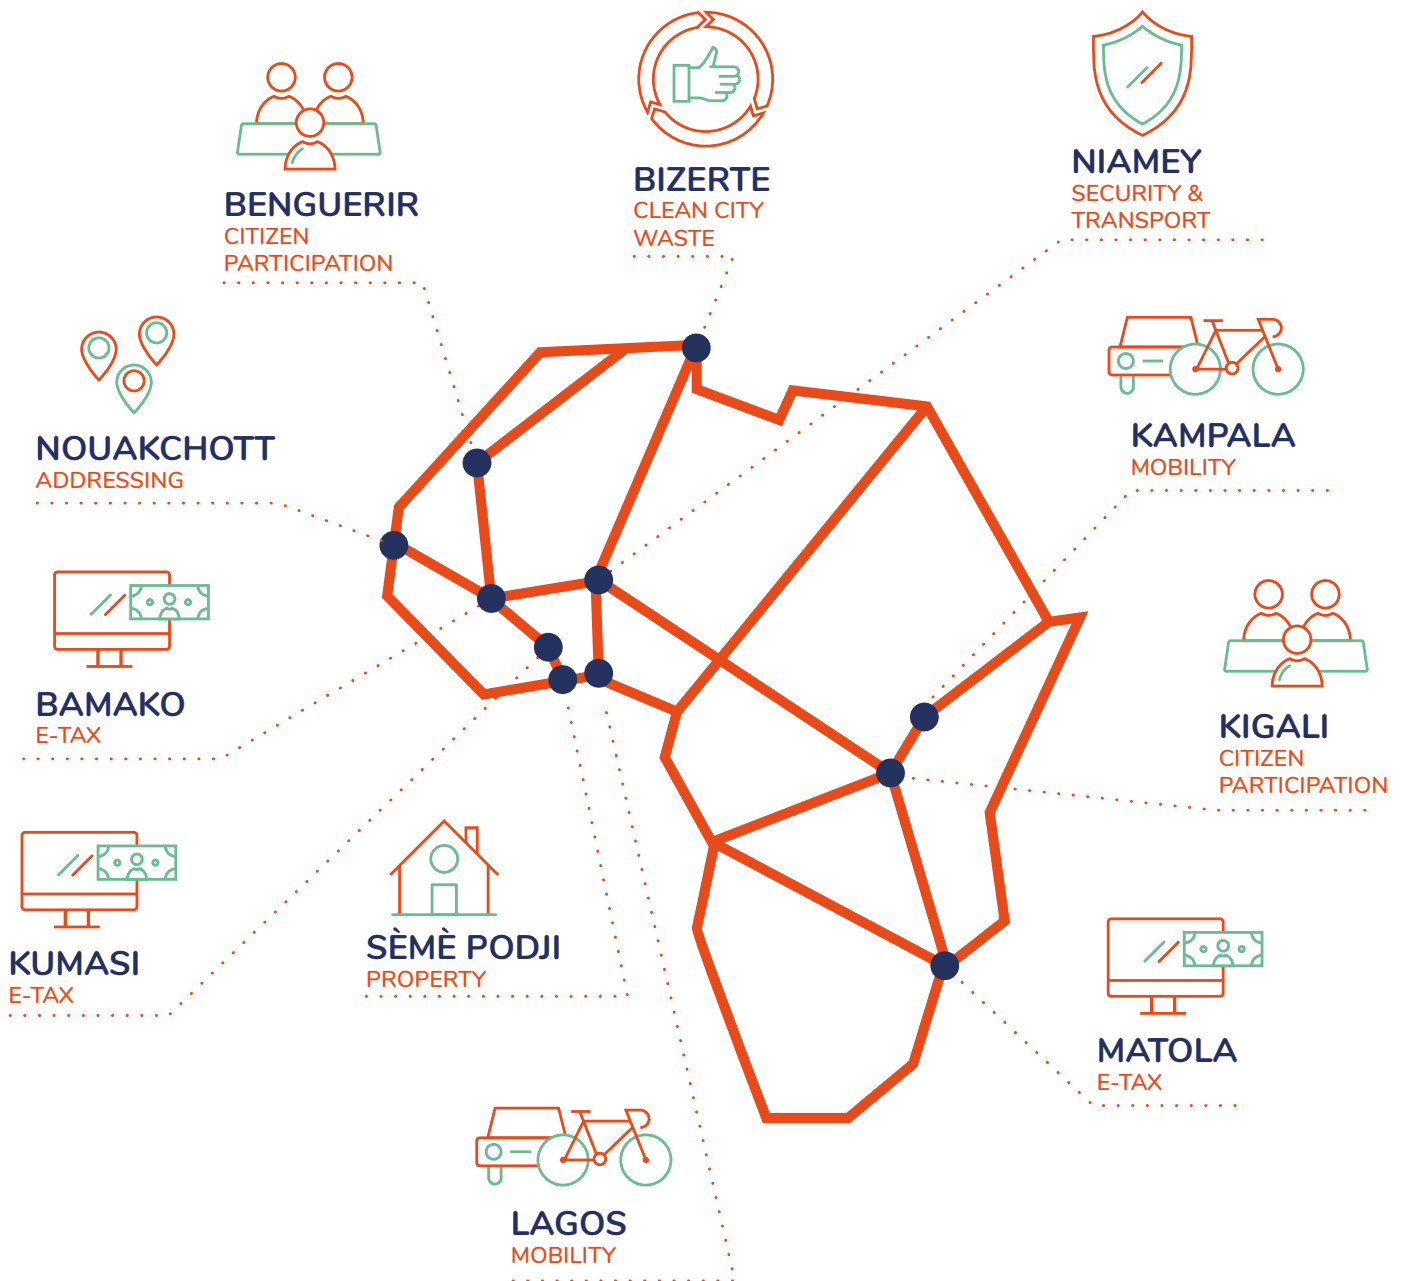 BENGUERIR
CITIZEN
PARTICIPATION
BIZERTE
CLEAN CITY
WASTE
NIAMEY
SECURITY &
TRANSPORT
NOUAKCHOTT
ADDRESSING
KAMPALA
MOBILITY
BAMAKO
E-TAX
KIGALI
CITIZEN
PARTICIPATION
KUMASI
E-TAX
SÈMÈ PODJI
PROPERTY
MATOLA
E-TAX
LAGOS
MOBILITY